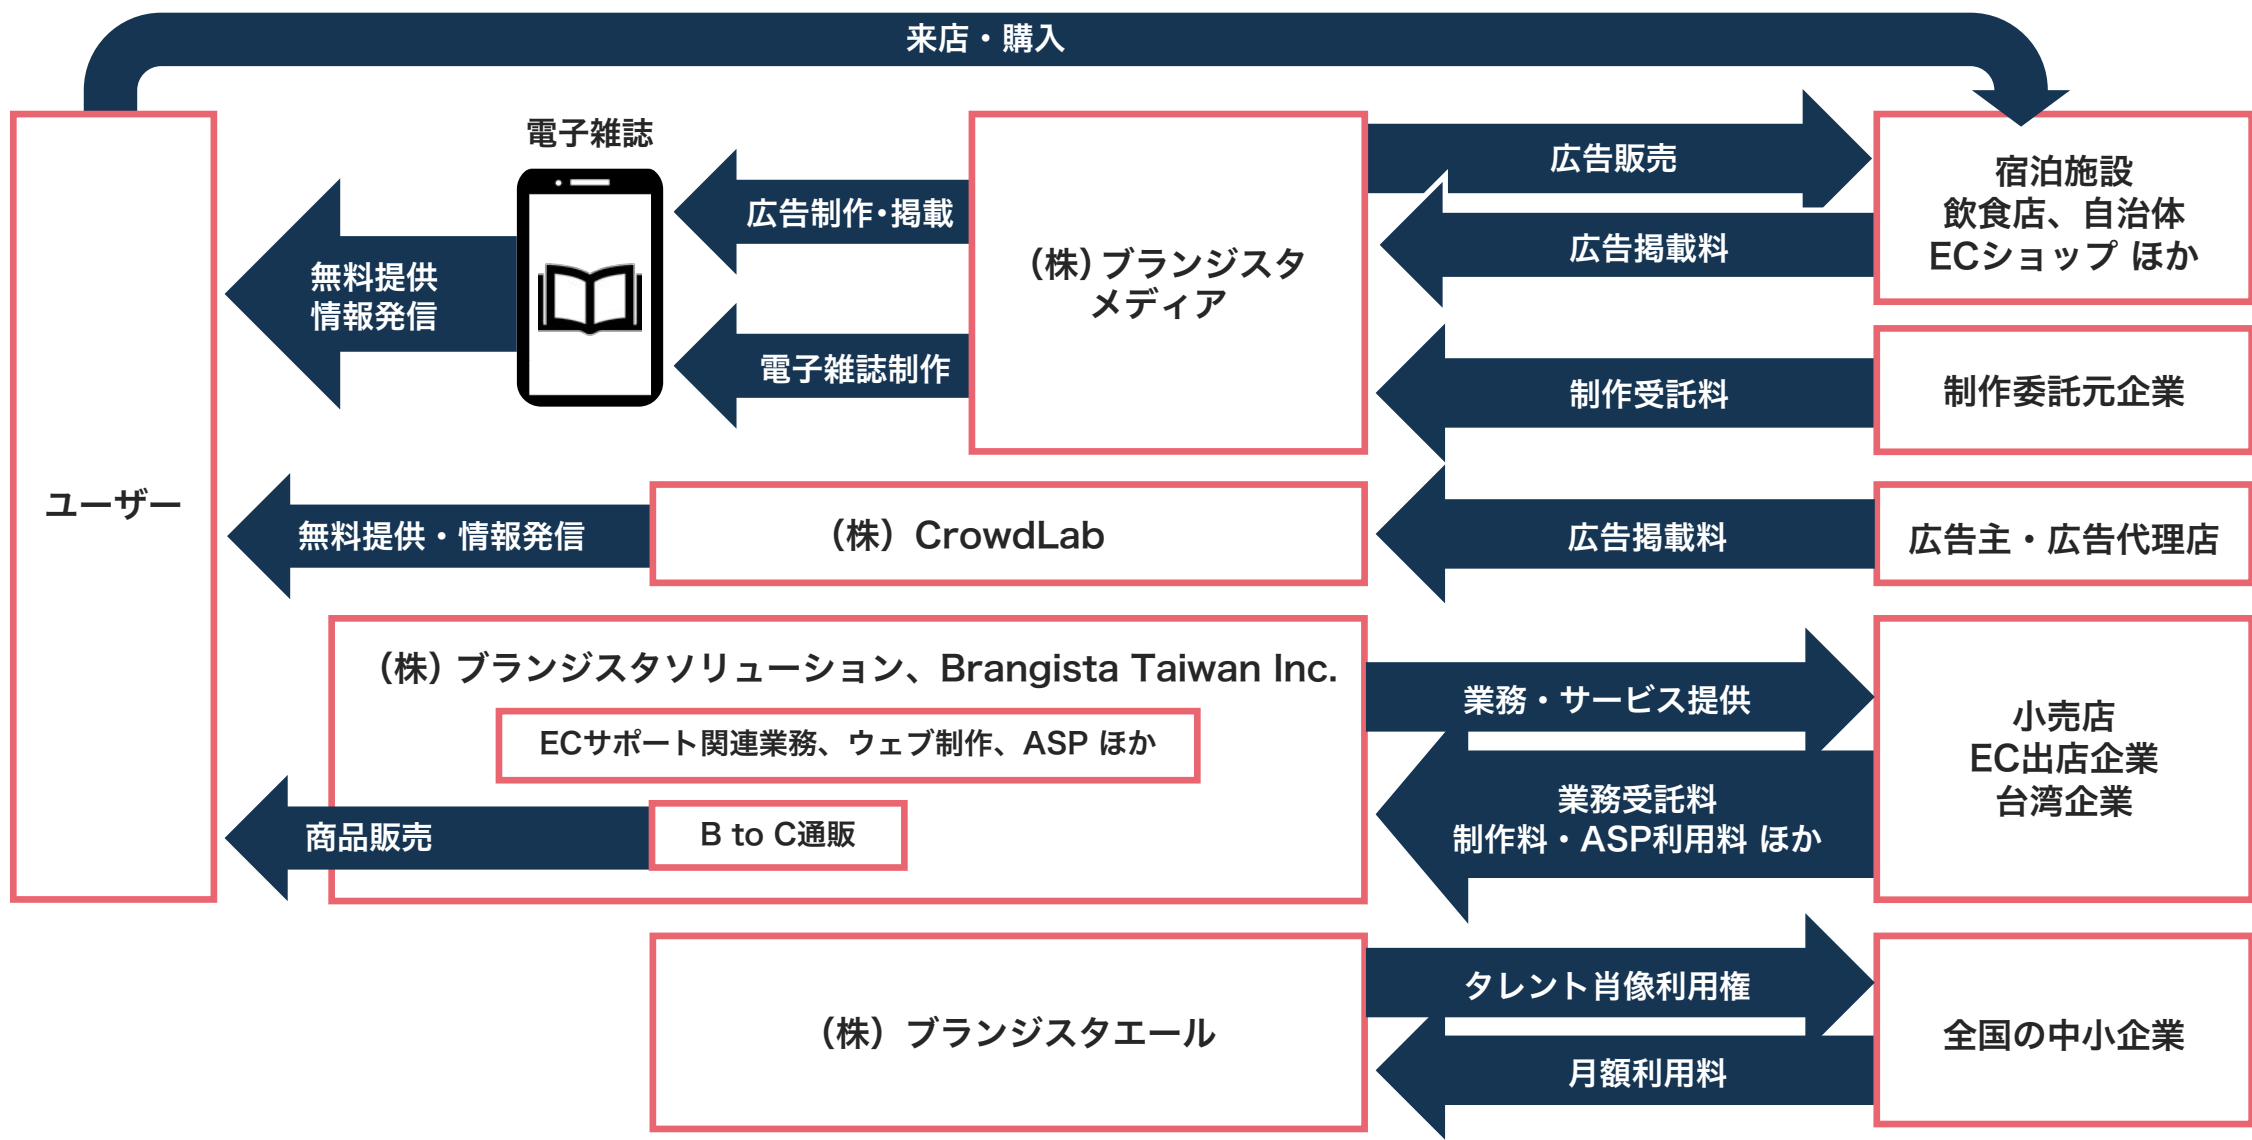 来店・購入
ユーザー
電子雑誌
無料提供
情報発信
広告制作・掲載
電子雑誌制作
（株）ブランジスタ
メディア
広告販売
広告掲載料
制作受託料
宿泊施設
飲食店、自治体
ECショップ ほか
制作委託元企業
無料提供・情報発信
（株）CrowdLab
広告掲載料
広告主・広告代理店
（株）ブランジスタソリューション、Brangista Taiwan Inc.
ECサポート関連業務、ウェブ制作、ASP ほか
商品販売
B to C通販
業務・サービス提供
業務受託料
制作料・ASP利用料 ほか
小売店
EC出店企業
台湾企業
（株）ブランジスタエール
タレント肖像利用権
月額利用料
全国の中小企業